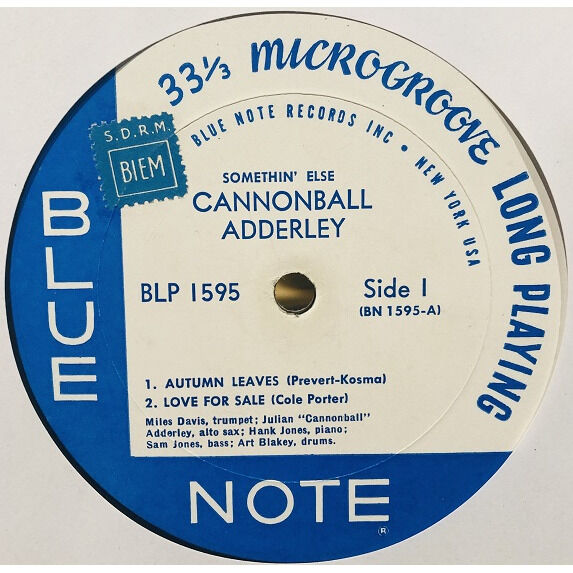 33⅓ MICROGROOVE LONG PLAYING
BLUE NOTE RECORDS INC • NEW YORK USA
S.D.R.M.
BIEM
SOMETHIN' ELSE
CANNONBALL
ADDERLEY
BLP 1595
Side 1
(BN 1595-A)
1. AUTUMN LEAVES (Prevert-Kosma)
2. LOVE FOR SALE (Cole Porter)
Miles Davis, trumpet; Julian "Cannonball"
Adderley, alto sax; Hank Jones, piano;
Sam Jones, bass; Art Blakey, drums.
BLUE
NOTE
®